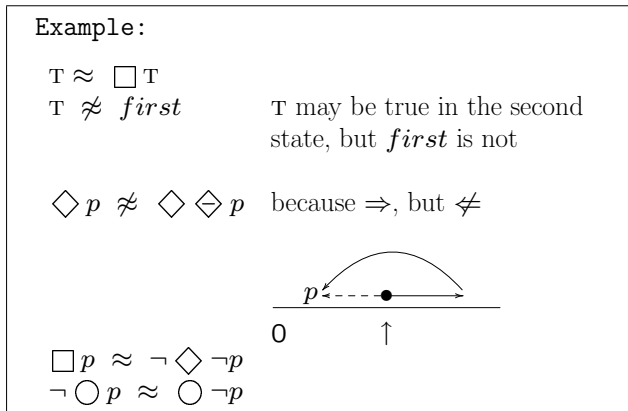 Example:
T ≈ □ T
T ≉ first T may be true in the second
state, but first is not
◇ p ≉ ◇ ⟐ p because ⇒, but ⇍
p
0 ↑
□ p ≈ ¬ ◇ ¬p
¬ ◯ p ≈ ◯ ¬p